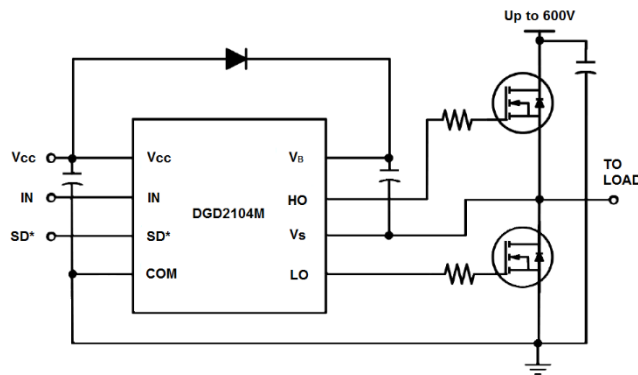 Up to 600V
Vcc
IN
SD*
Vcc
IN
SD*
COM
DGD2104M
VB
HO
Vs
LO
TO
LOAD